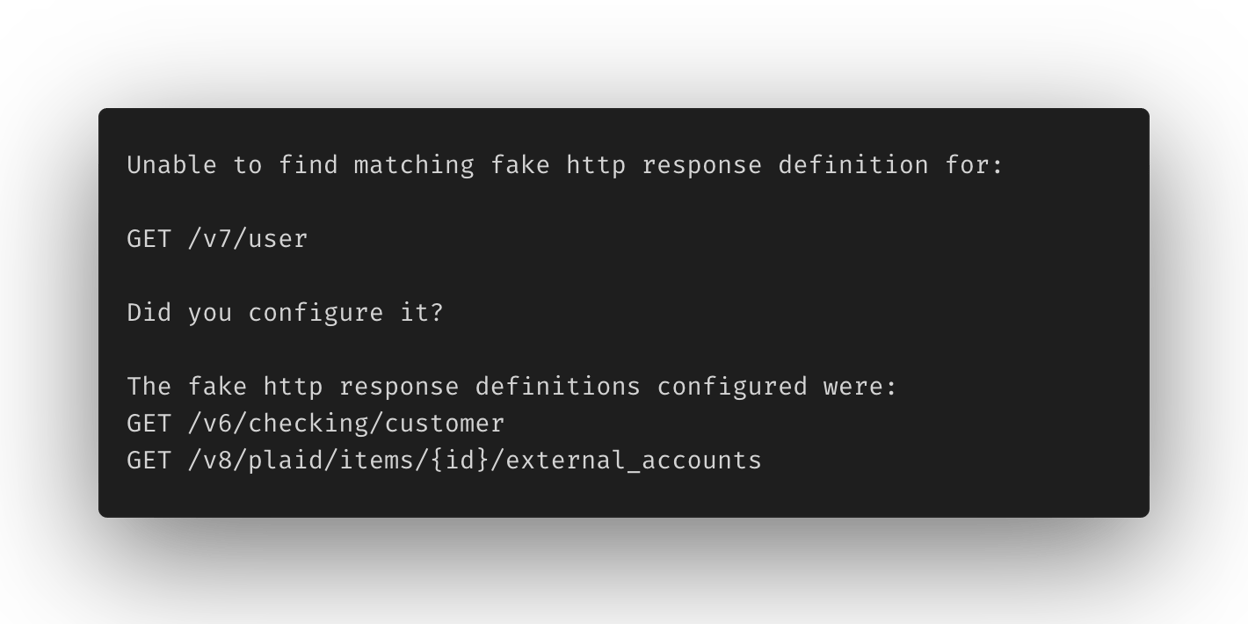 Unable to find matching fake http response definition for:
GET /v7/user
Did you configure it?
The fake http response definitions configured were:
GET /v6/checking/customer
GET /v8/plaid/items/{id}/external_accounts